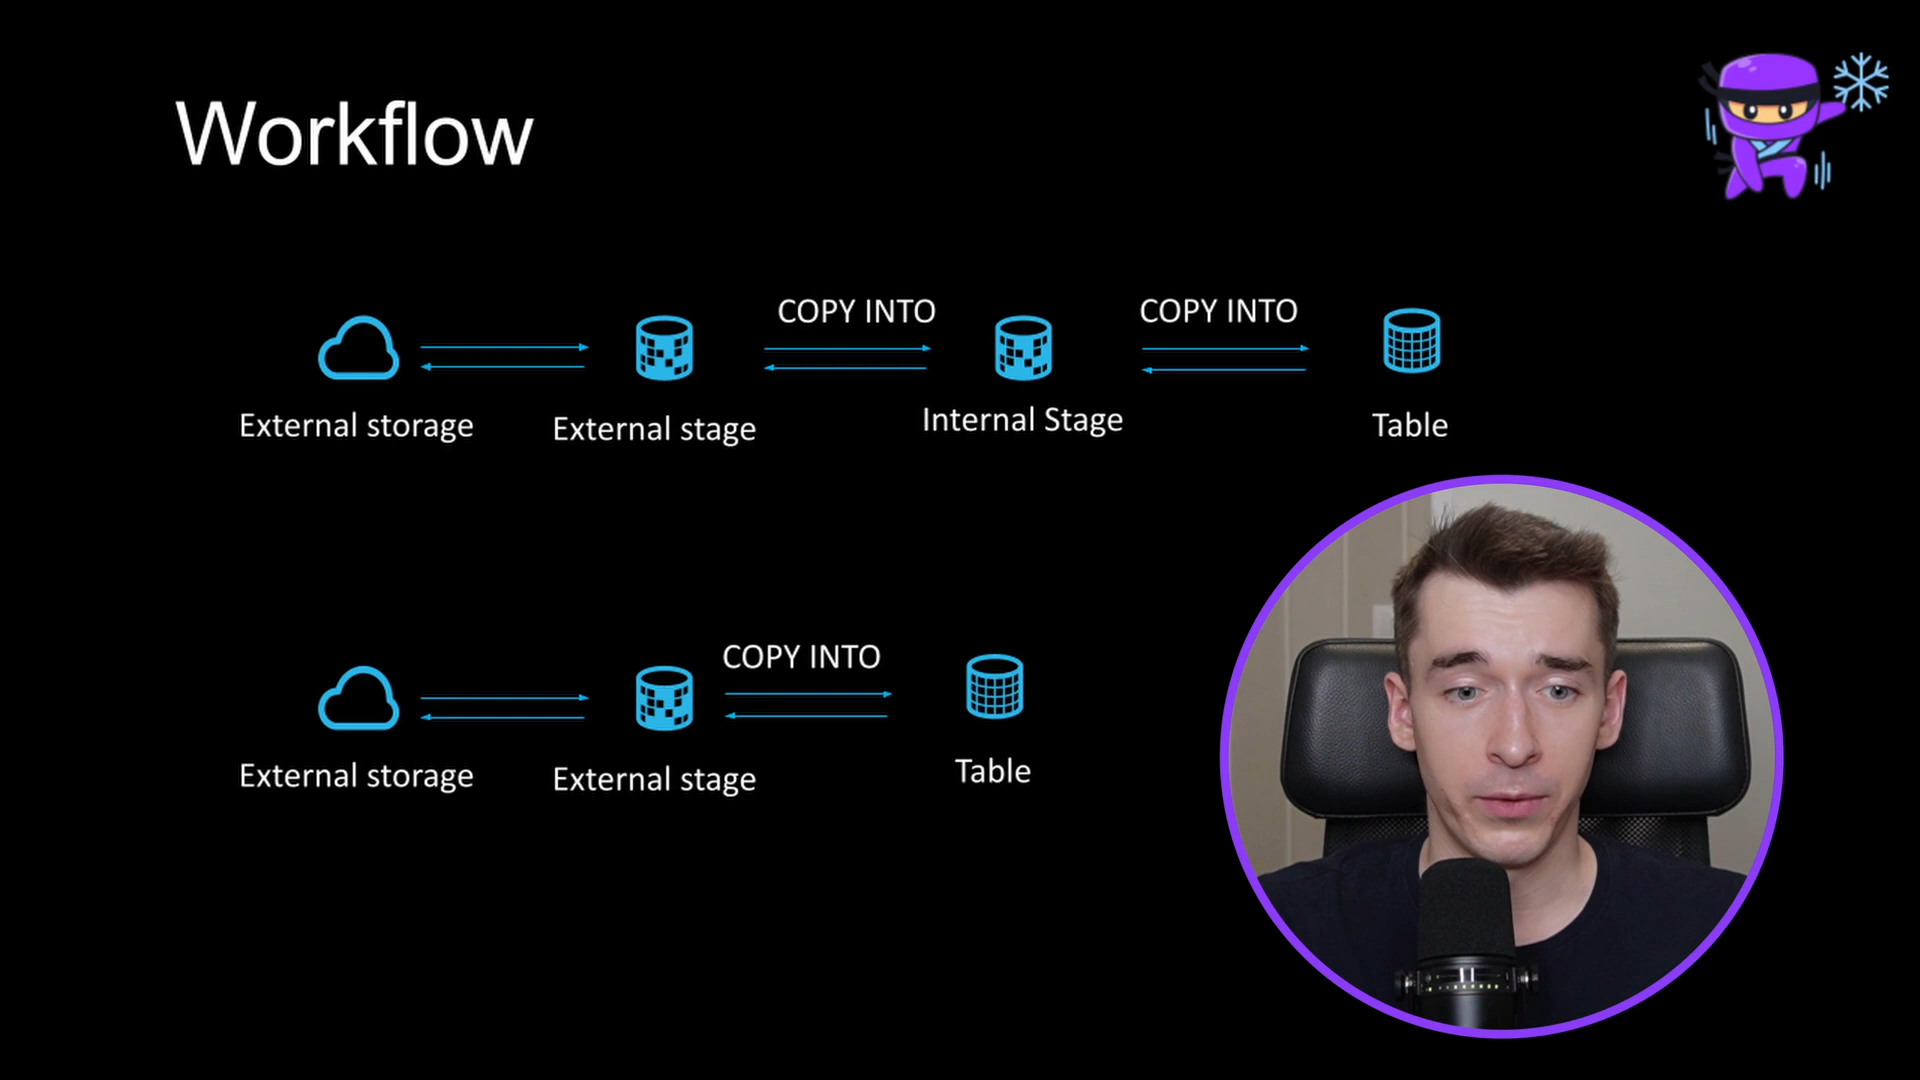 Workflow
COPY INTO
COPY INTO
External storage
External stage
Internal Stage
Table
COPY INTO
External storage
External stage
Table